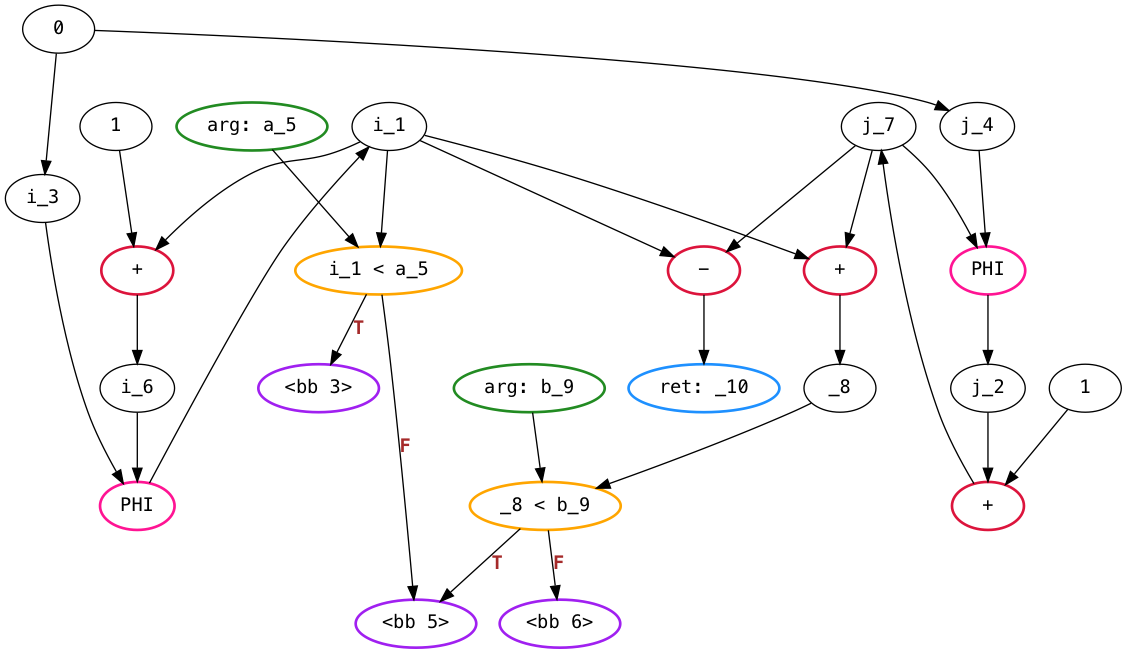 0
1
arg: a_5
i_1
j_7
j_4
i_3
+
i_1 < a_5
−
+
PHI
T
i_6
<bb 3>
arg: b_9
ret: _10
_8
j_2
1
F
PHI
_8 < b_9
+
T
F
<bb 5>
<bb 6>